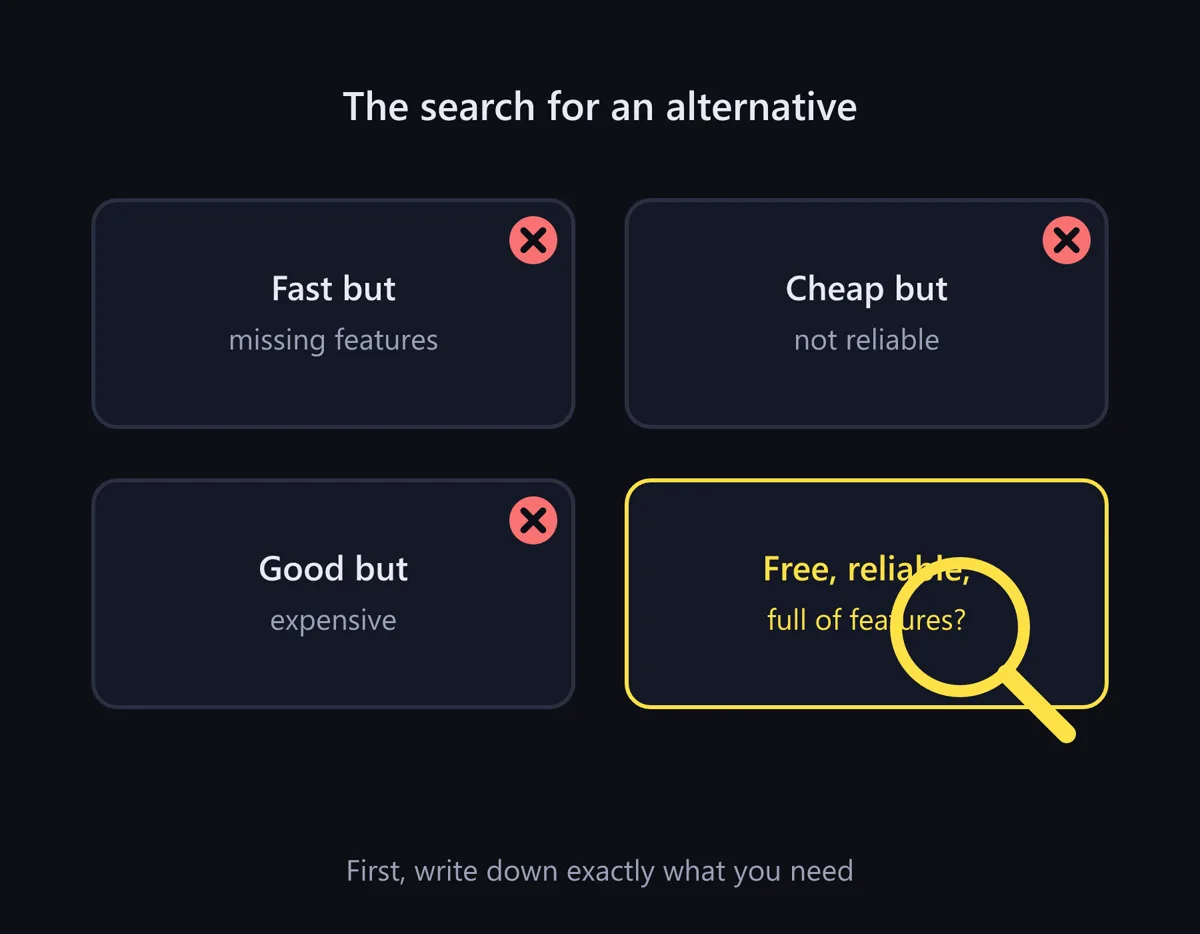 The search for an alternative
Fast but
missing features
Cheap but
not reliable
Good but
expensive
Free, reliable,
full of features?
First, write down exactly what you need